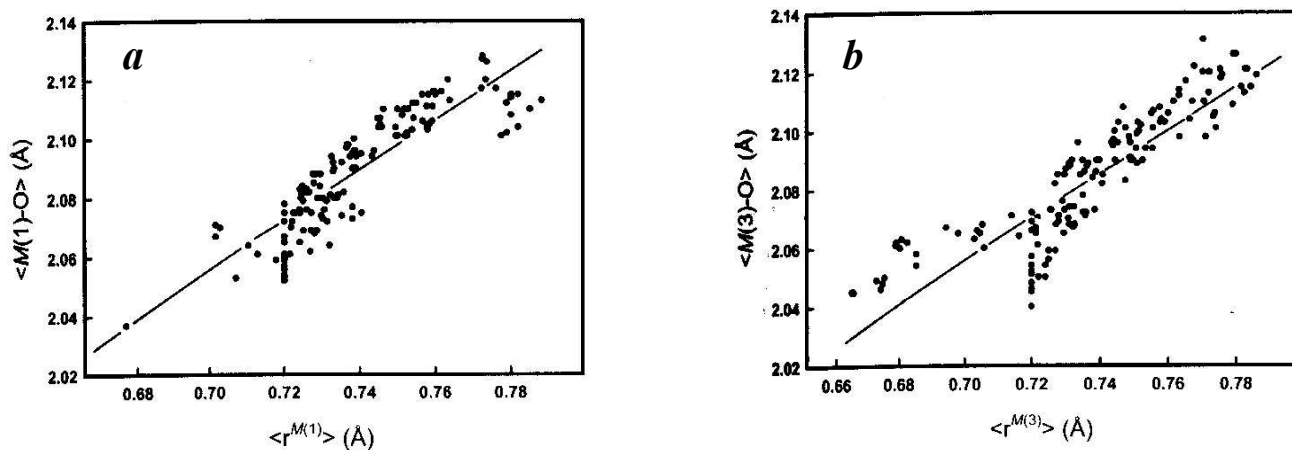 a
<M(1)–O> (Å)
2.14
2.12
2.10
2.08
2.06
2.04
2.02
0.68 0.70 0.72 0.74 0.76 0.78
<r^M(1)> (Å)
b
<M(3)–O> (Å)
2.14
2.12
2.10
2.08
2.06
2.04
2.02
0.66 0.68 0.70 0.72 0.74 0.76 0.78
<r^M(3)> (Å)